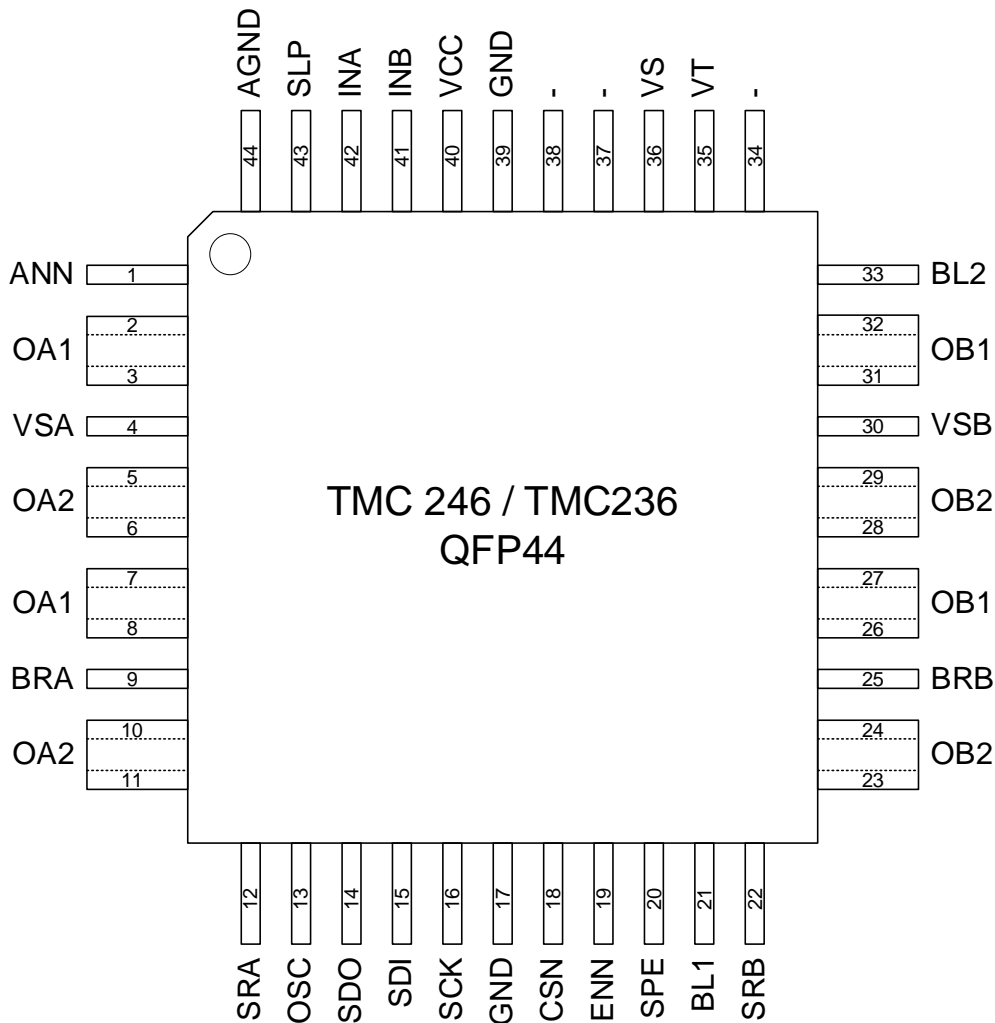 AGND
SLP
INA
INB
VCC
GND
-
-
VS
VT
-
44
43
42
41
40
39
38
37
36
35
34
ANN
1
OA1
2
3
VSA
4
OA2
5
6
OA1
7
8
BRA
9
OA2
10
11
TMC 246 / TMC236
QFP44
33
BL2
32
31
OB1
30
VSB
29
28
OB2
27
26
OB1
25
BRB
24
23
OB2
12
13
14
15
16
17
18
19
20
21
22
SRA
OSC
SDO
SDI
SCK
GND
CSN
ENN
SPE
BL1
SRB